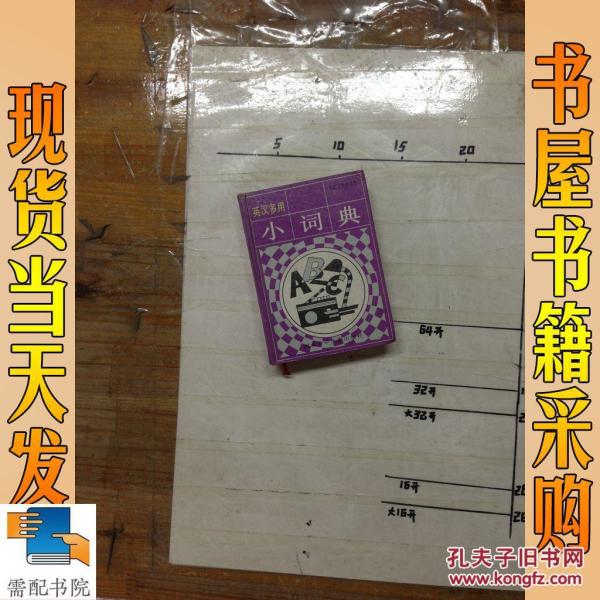 现货当天发
书屋书籍采购
5 10 15 20
英汉多用
小词典
ABC
64开
32开
大32开
16开
大16开
需配书院
孔夫子旧书网
www.kongfz.com